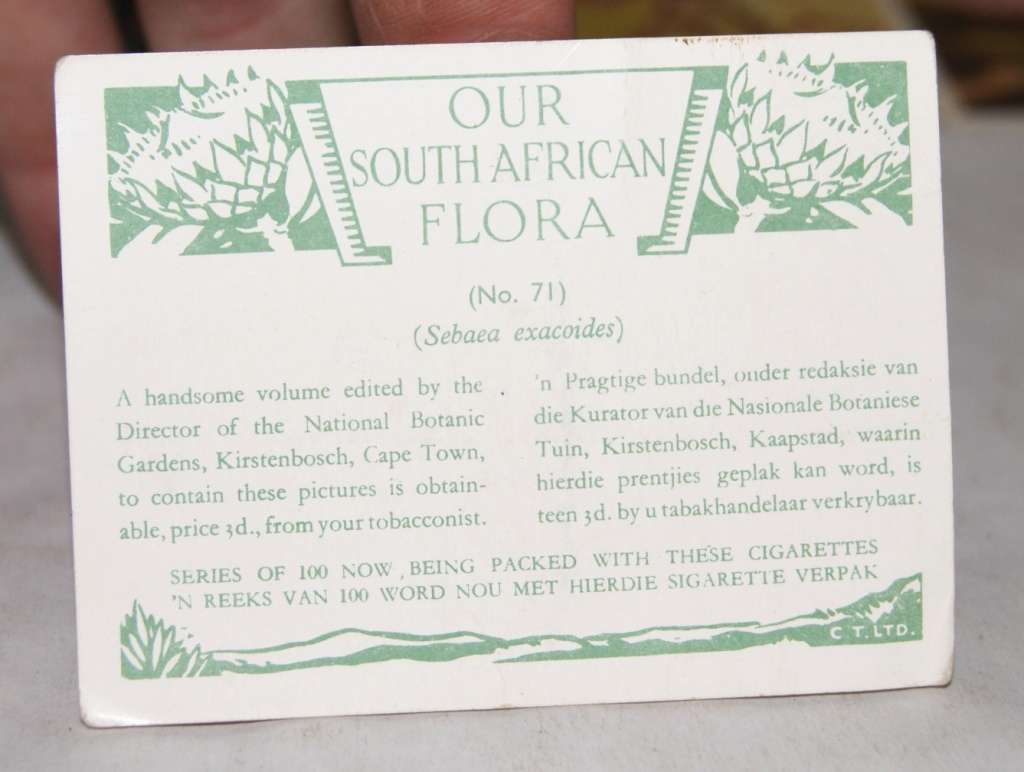 OUR
SOUTH AFRICAN
FLORA
(No. 71)
(Sebaea exacoides)
A handsome volume edited by the
Director of the National Botanic
Gardens, Kirstenbosch, Cape Town,
to contain these pictures is obtain-
able, price 3d., from your tobacconist.
'n Pragtige bundel, onder redaksie van
die Kurator van die Nasionale Botaniese
Tuin, Kirstenbosch, Kaapstad, waarin
hierdie prentjies geplak kan word, is
teen 3d. by u tabakhandelaar verkrybaar.
SERIES OF 100 NOW BEING PACKED WITH THESE CIGARETTES
'N REEKS VAN 100 WORD NOU MET HIERDIE SIGARETTE VERPAK
C.T. LTD.